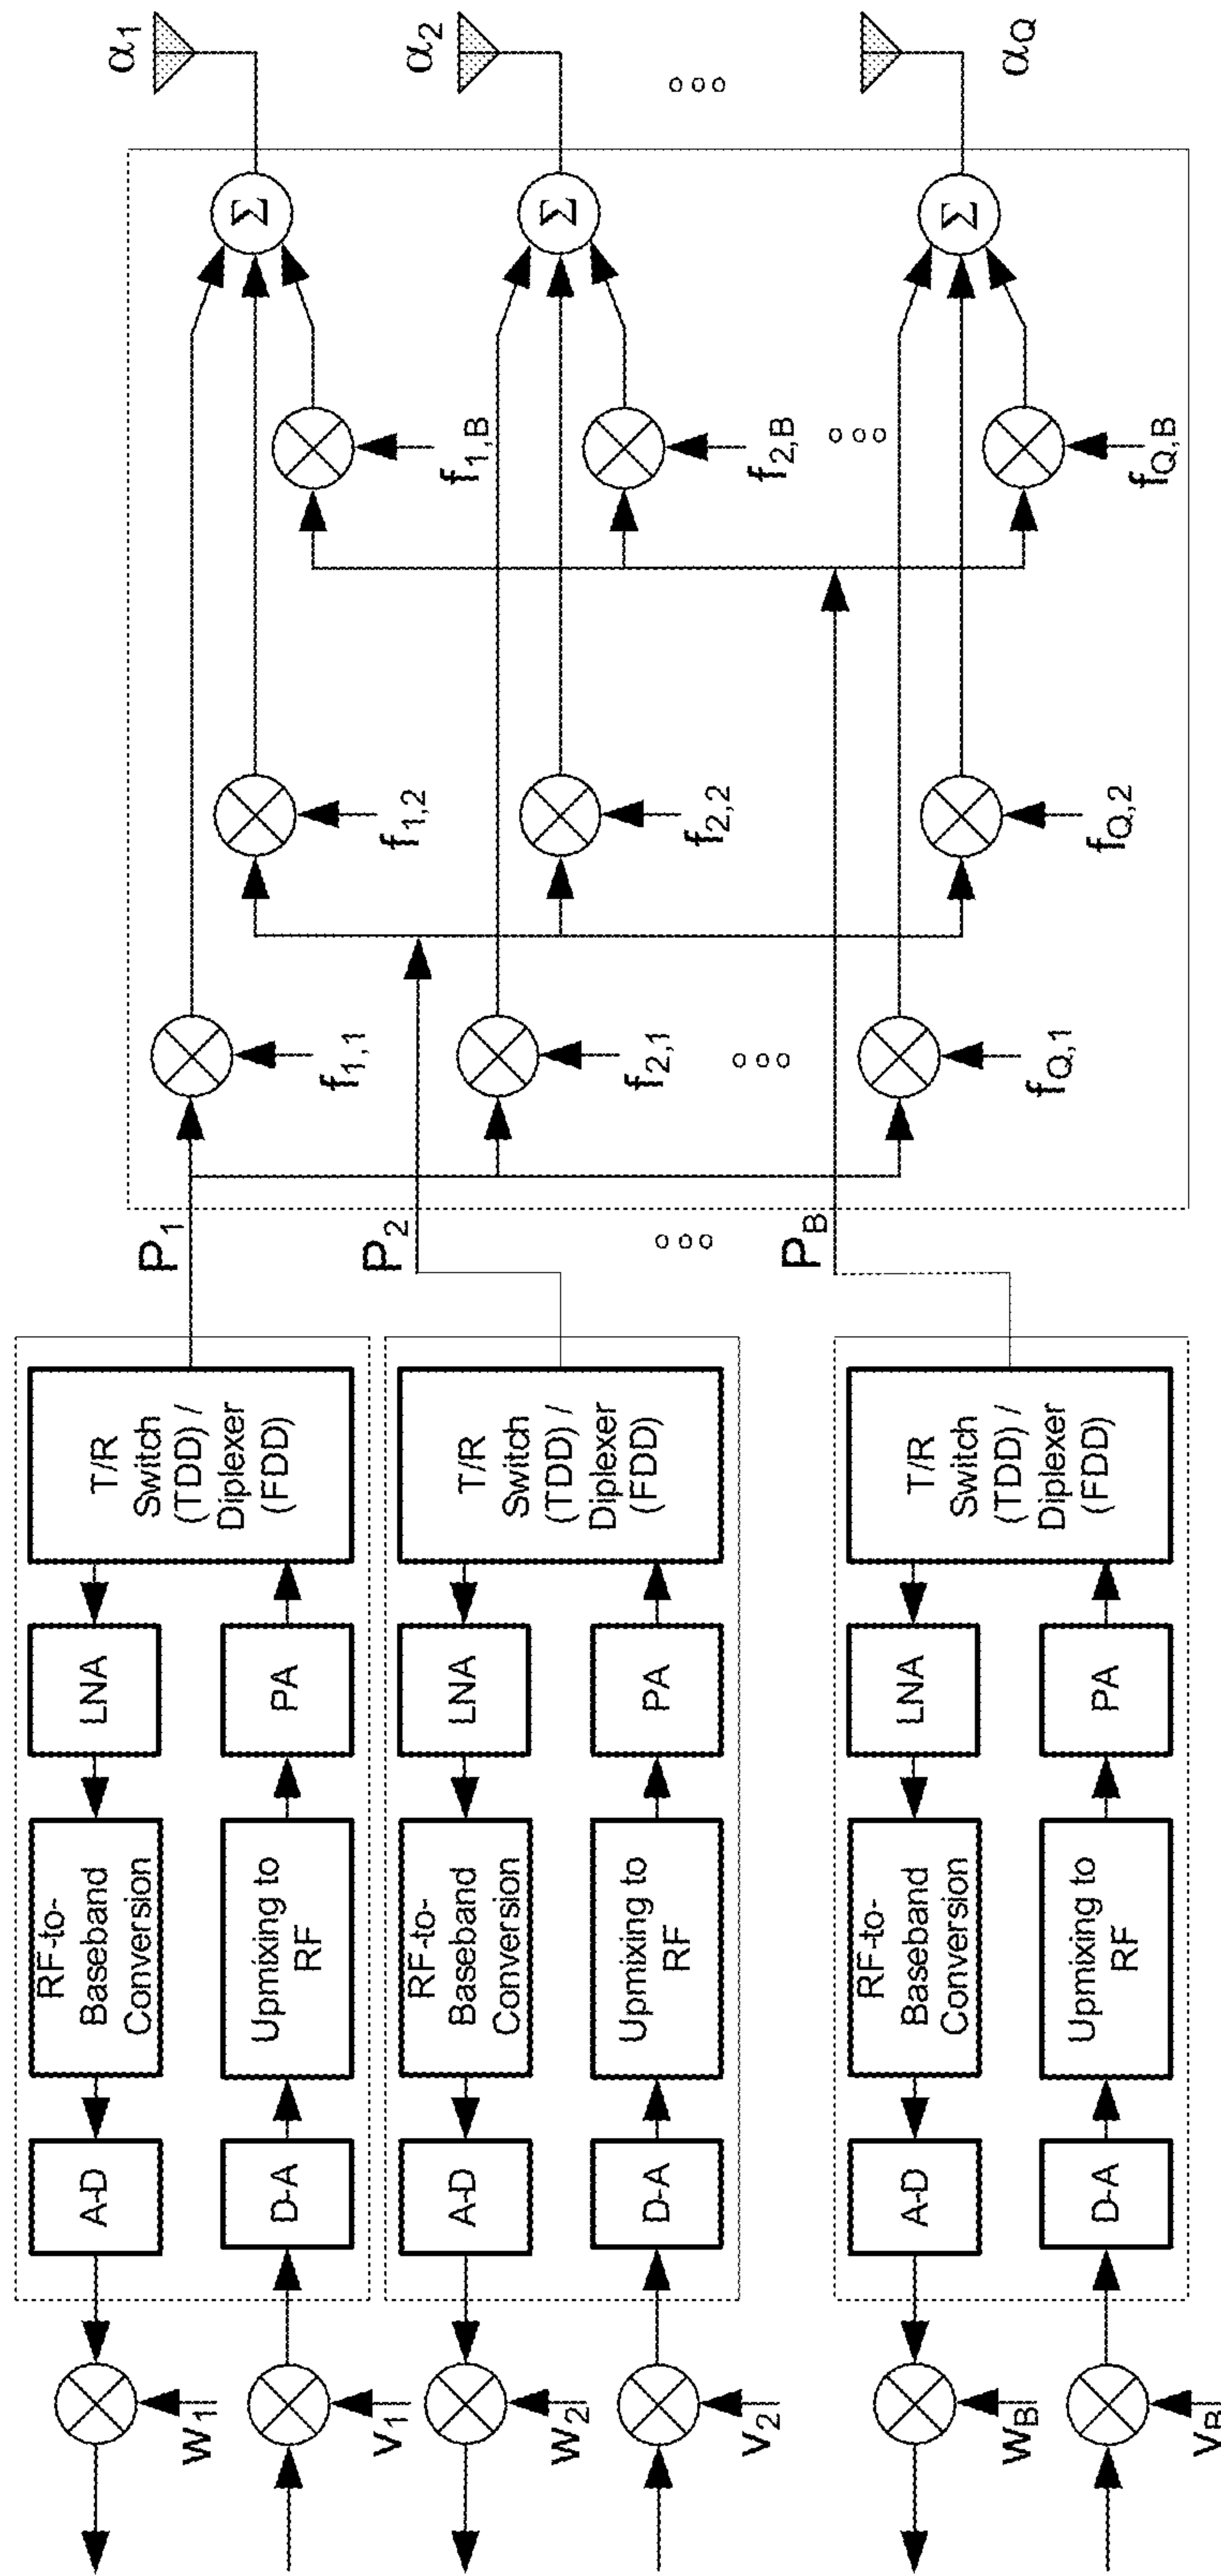 w1
v1
A-D
D-A
RF-to-
Baseband
Conversion
Upmixing to
RF
LNA
PA
T/R
Switch
(TDD) /
Diplexer
(FDD)
P1
w2
v2
A-D
D-A
RF-to-
Baseband
Conversion
Upmixing to
RF
LNA
PA
T/R
Switch
(TDD) /
Diplexer
(FDD)
P2
wB
vB
A-D
D-A
RF-to-
Baseband
Conversion
Upmixing to
RF
LNA
PA
T/R
Switch
(TDD) /
Diplexer
(FDD)
PB
f1,1
f1,2
f1,B
Σ
α1
f2,1
f2,2
f2,B
Σ
α2
fQ,1
fQ,2
fQ,B
Σ
αQ